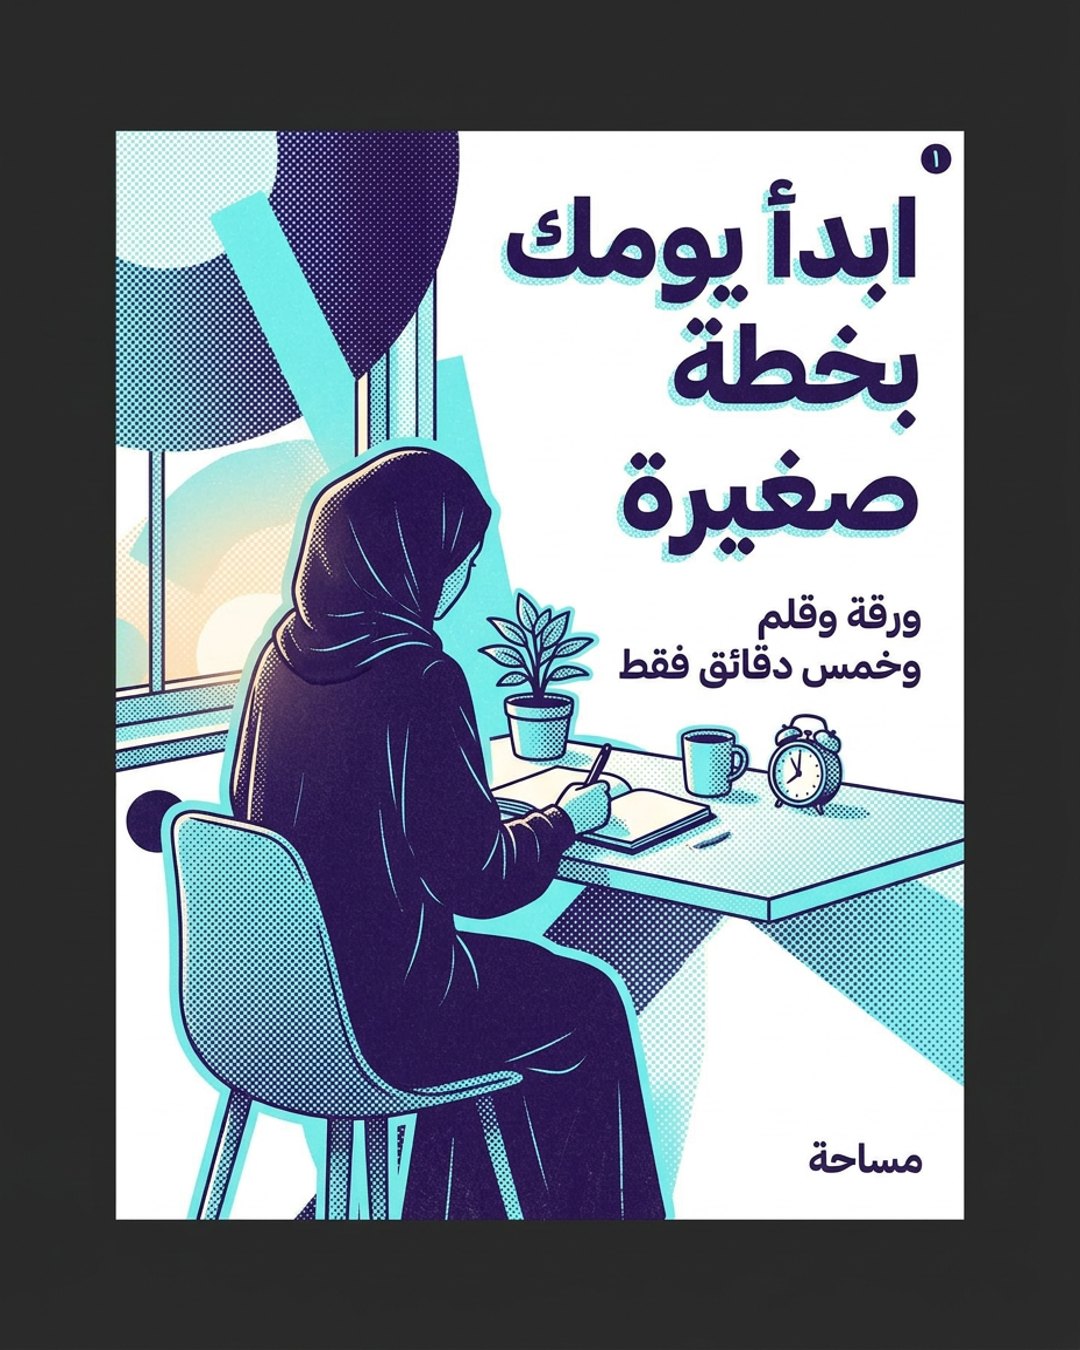 ١
ابدأ يومك
بخطة
صغيرة
ورقة وقلم
وخمس دقائق فقط
مساحة